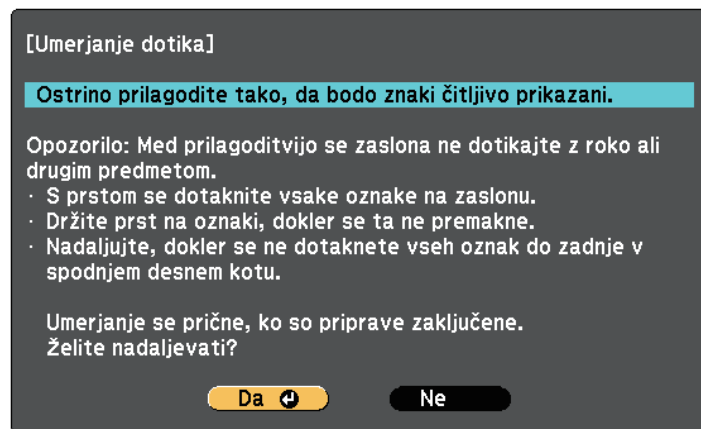 [Umerjanje dotika]
Ostrino prilagodite tako, da bodo znaki čitljivo prikazani.
Opozorilo: Med prilagoditvijo se zaslona ne dotikajte z roko ali
drugim predmetom.
· S prstom se dotaknite vsake oznake na zaslonu.
· Držite prst na oznaki, dokler se ta ne premakne.
· Nadaljujte, dokler se ne dotaknete vseh oznak do zadnje v
spodnjem desnem kotu.
Umerjanje se prične, ko so priprave zaključene.
Želite nadaljevati?
Da Ne